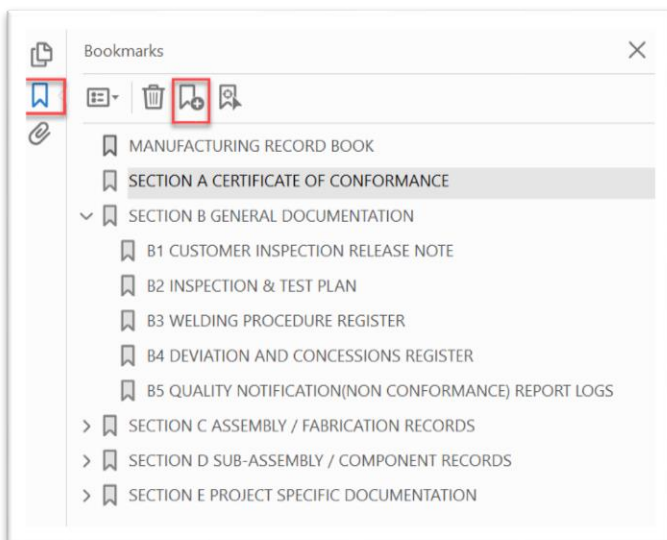 Bookmarks
MANUFACTURING RECORD BOOK
SECTION A CERTIFICATE OF CONFORMANCE
SECTION B GENERAL DOCUMENTATION
B1 CUSTOMER INSPECTION RELEASE NOTE
B2 INSPECTION & TEST PLAN
B3 WELDING PROCEDURE REGISTER
B4 DEVIATION AND CONCESSIONS REGISTER
B5 QUALITY NOTIFICATION(NON CONFORMANCE) REPORT LOGS
SECTION C ASSEMBLY / FABRICATION RECORDS
SECTION D SUB-ASSEMBLY / COMPONENT RECORDS
SECTION E PROJECT SPECIFIC DOCUMENTATION